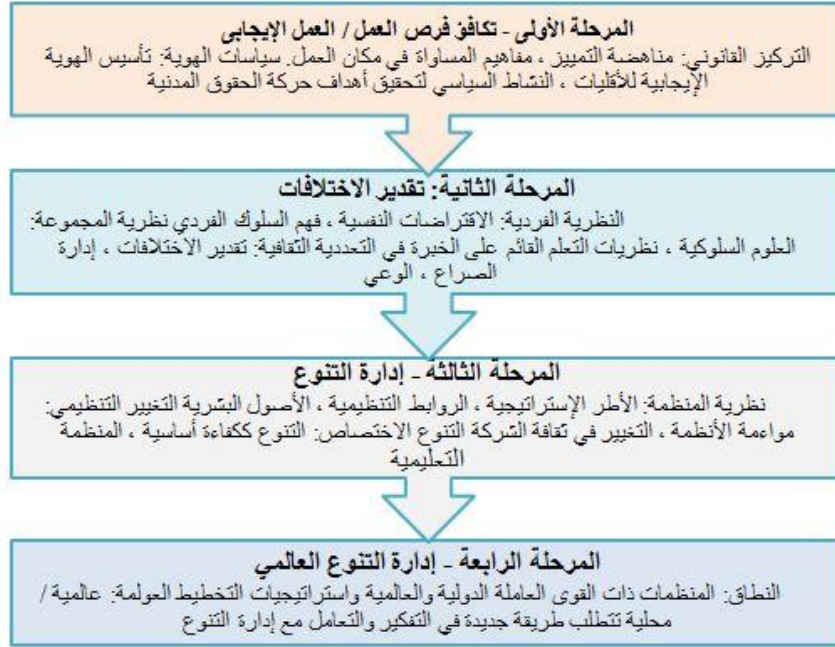 المرحلة الأولى - تكافؤ فرص العمل / العمل الإيجابى
التركيز القانوني: مناهضة التمييز ، مفاهيم المساواة في مكان العمل. سياسات الهوية: تأسيس الهوية
الإيجابية للأقليات ، النشاط السياسي لتحقيق أهداف حركة الحقوق المدنية
المرحلة الثانية: تقدير الاختلافات
النظرية الفردية: الافتراضات النفسية ، فهم السلوك الفردي نظرية المجموعة:
العلوم السلوكية ، نظريات التعلم القائم على الخبرة في التعددية الثقافية: تقدير الاختلافات ، إدارة
الصراع ، الوعي
المرحلة الثالثة - إدارة التنوع
نظرية المنظمة: الأطر الإستراتيجية ، الروابط التنظيمية ، الأصول البشرية التغيير التنظيمي:
مواءمة الأنظمة ، التغيير في ثقافة الشركة التنوع الاختصاص: التنوع ككفاءة أساسية ، المنظمة
التعليمية
المرحلة الرابعة - إدارة التنوع العالمي
النطاق: المنظمات ذات القوى العاملة الدولية والعالمية واستراتيجيات التخطيط العولمة: عالمية /
محلية تتطلب طريقة جديدة في التفكير والتعامل مع إدارة التنوع